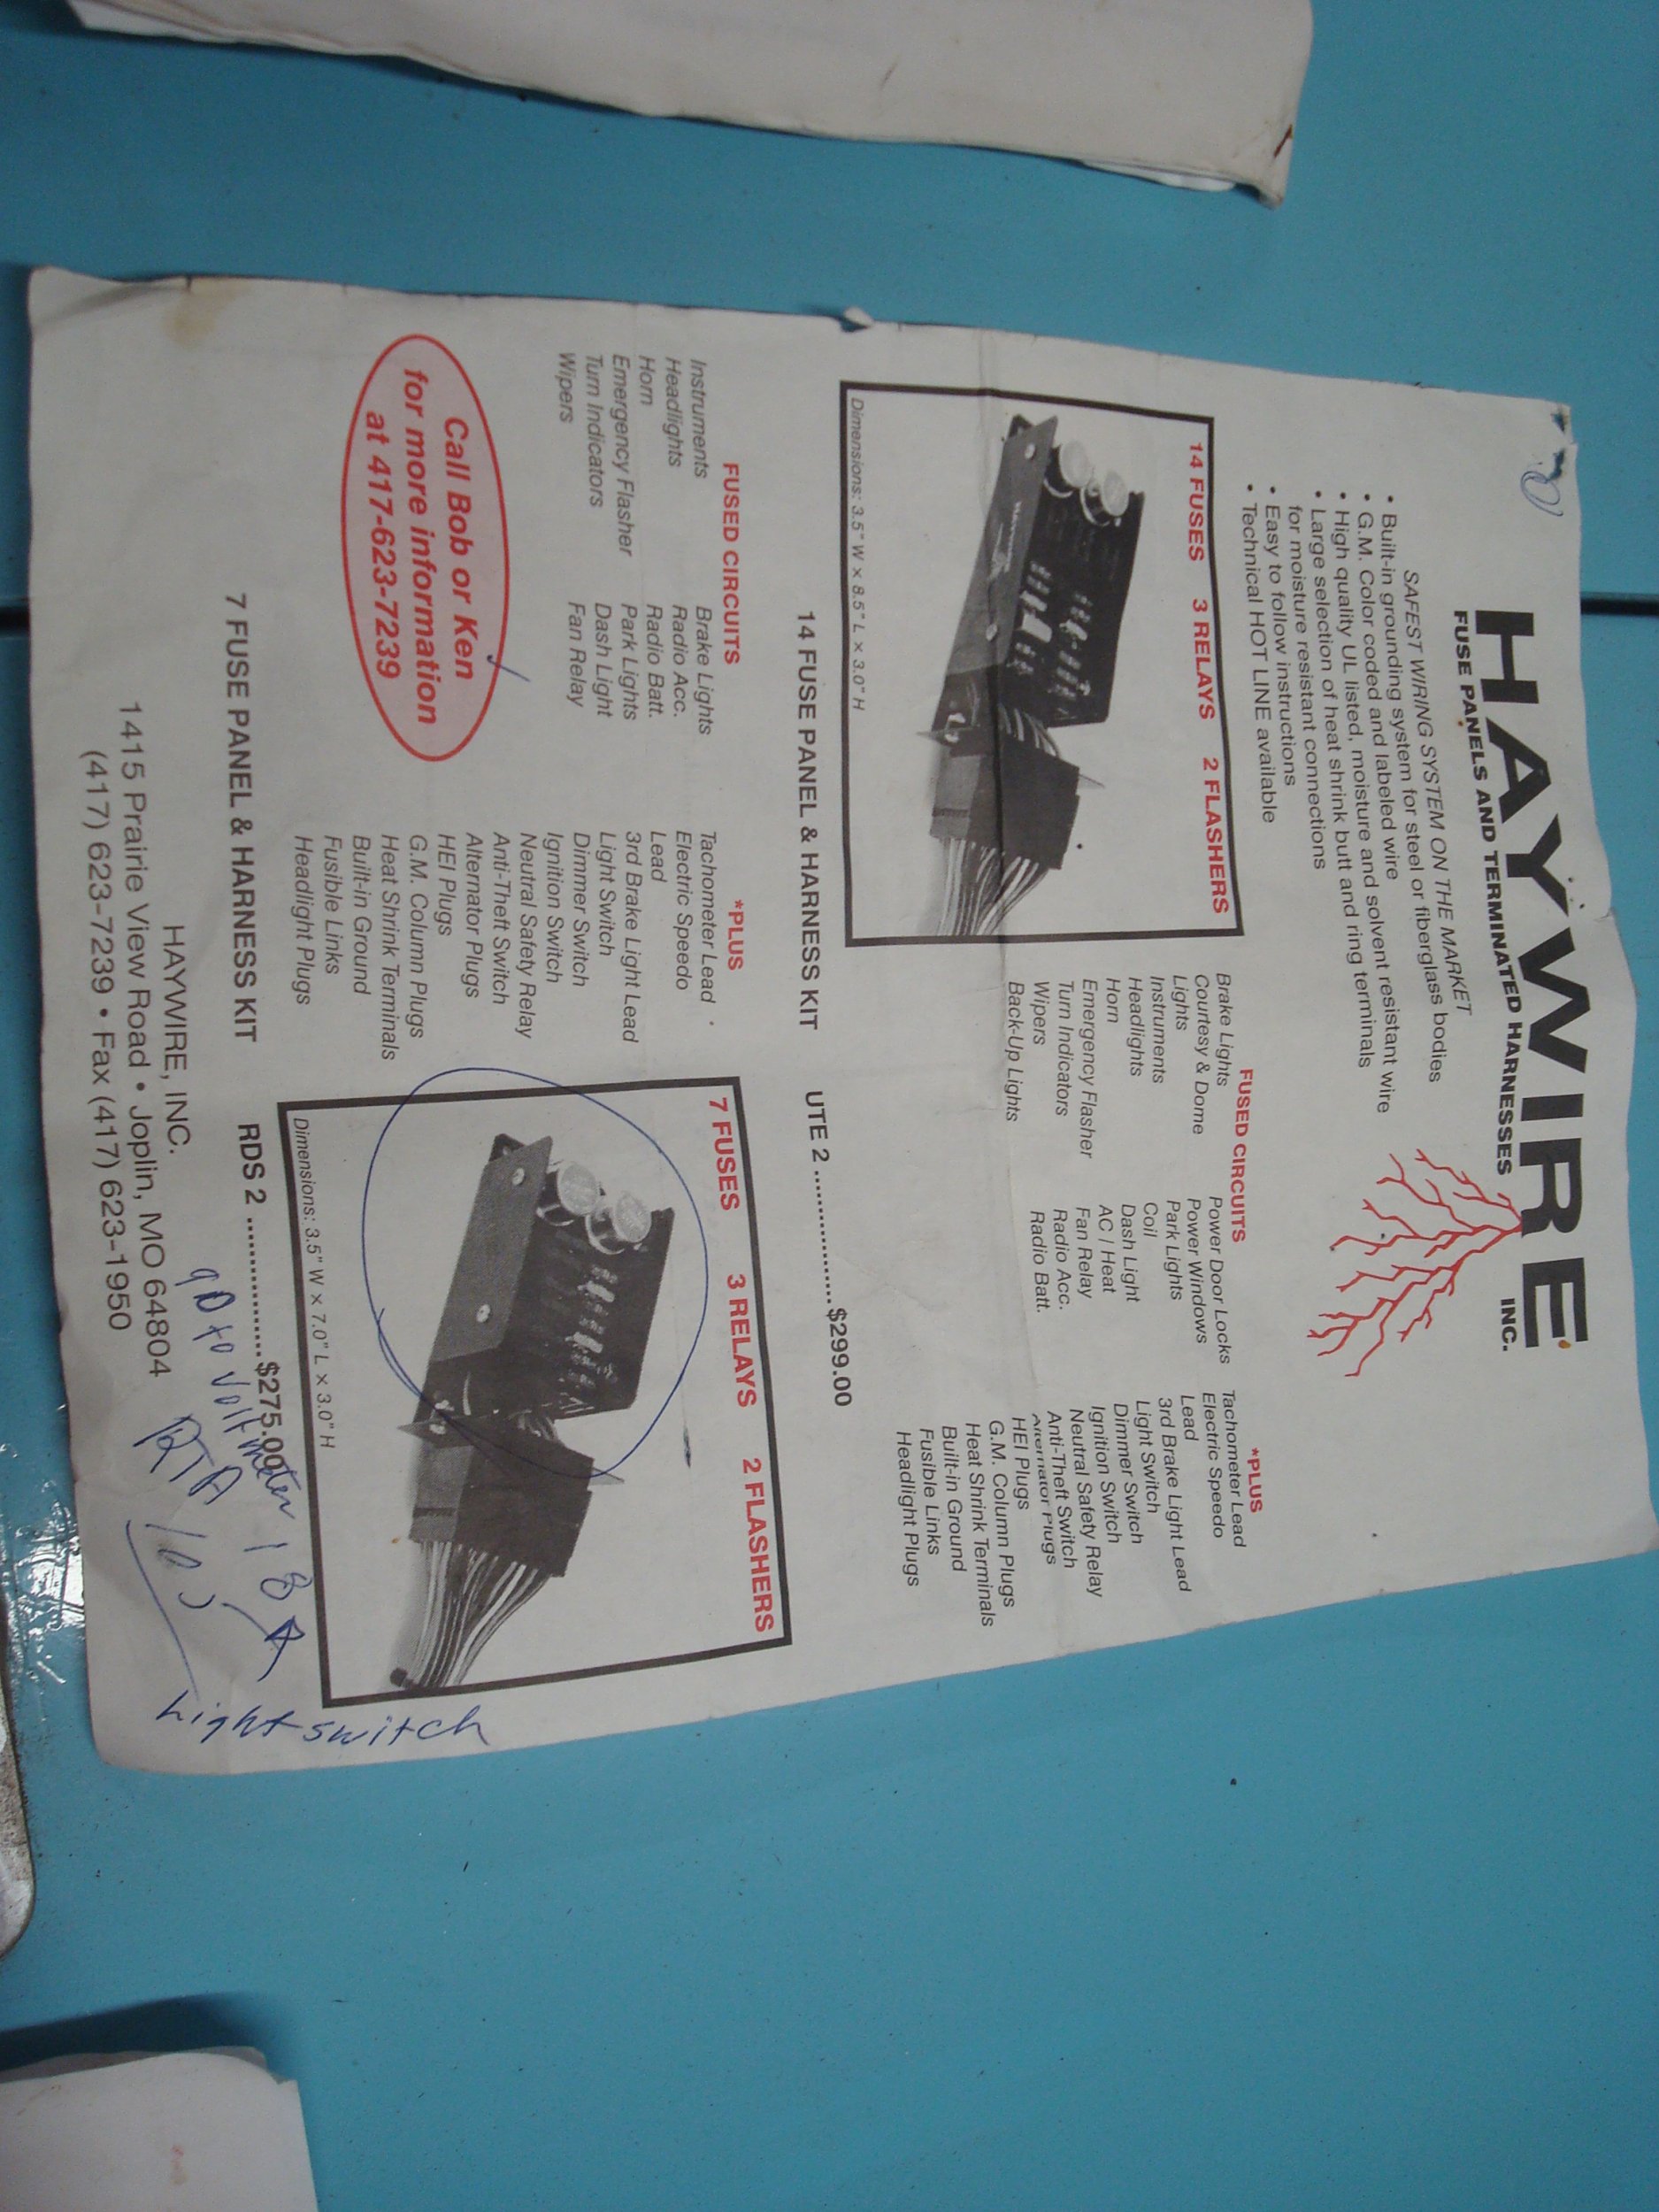 HAYWIRE INC.
FUSE PANELS AND TERMINATED HARNESSES
SAFEST WIRING SYSTEM ON THE MARKET
• Built-in grounding system for steel or fiberglass bodies
• G.M. Color coded and labeled wire
• High quality UL listed, moisture and solvent resistant wire
• Large selection of heat shrink butt and ring terminals
for moisture resistant connections
• Easy to follow instructions
• Technical HOT LINE available
14 FUSES 3 RELAYS 2 FLASHERS
Dimensions: 3.5" W × 8.5" L × 3.0" H
FUSED CIRCUITS
Brake Lights
Courtesy & Dome
Lights
Instruments
Headlights
Horn
Emergency Flasher
Turn Indicators
Wipers
Back-Up Lights
Power Door Locks
Power Windows
Park Lights
Coil
Dash Light
AC / Heat
Fan Relay
Radio Acc.
Radio Batt.
*PLUS
Tachometer Lead
Electric Speedo
Lead
3rd Brake Light Lead
Light Switch
Dimmer Switch
Ignition Switch
Neutral Safety Relay
Anti-Theft Switch
Alternator Plugs
HEI Plugs
G.M. Column Plugs
Heat Shrink Terminals
Built-in Ground
Fusible Links
Headlight Plugs
14 FUSE PANEL & HARNESS KIT UTE 2 ............... $299.00
FUSED CIRCUITS
Instruments
Headlights
Horn
Emergency Flasher
Turn Indicators
Wipers
Brake Lights
Radio Acc.
Radio Batt.
Park Lights
Dash Light
Fan Relay
*PLUS
Tachometer Lead
Electric Speedo
Lead
3rd Brake Light Lead
Light Switch
Dimmer Switch
Ignition Switch
Neutral Safety Relay
Anti-Theft Switch
Alternator Plugs
HEI Plugs
G.M. Column Plugs
Heat Shrink Terminals
Built-in Ground
Fusible Links
Headlight Plugs
7 FUSES 3 RELAYS 2 FLASHERS
Dimensions: 3.5" W × 7.0" L × 3.0" H
Call Bob or Ken
for more information
at 417-623-7239
7 FUSE PANEL & HARNESS KIT RDS 2 ............... $275.00
HAYWIRE, INC.
1415 Prairie View Road • Joplin, MO 64804
(417) 623-7239 • Fax (417) 623-1950
go to volt meter 18
light switch